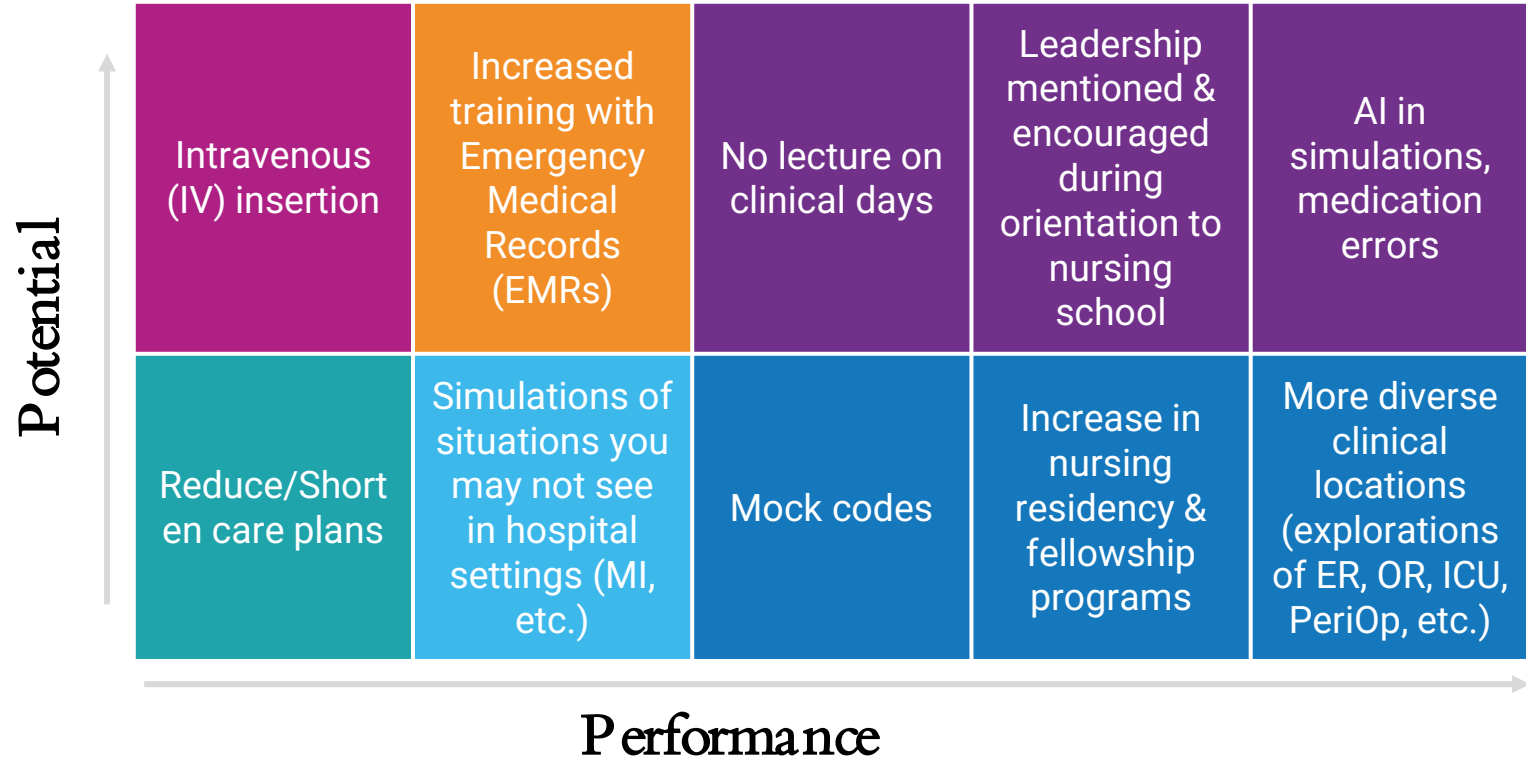 Potential
Intravenous
(IV) insertion
Increased
training with
Emergency
Medical
Records
(EMRs)
No lecture on
clinical days
Leadership
mentioned &
encouraged
during
orientation to
nursing
school
AI in
simulations,
medication
errors
Reduce/Short
en care plans
Simulations of
situations you
may not see
in hospital
settings (MI,
etc.)
Mock codes
Increase in
nursing
residency &
fellowship
programs
More diverse
clinical
locations
(explorations
of ER, OR, ICU,
PeriOp, etc.)
Performance